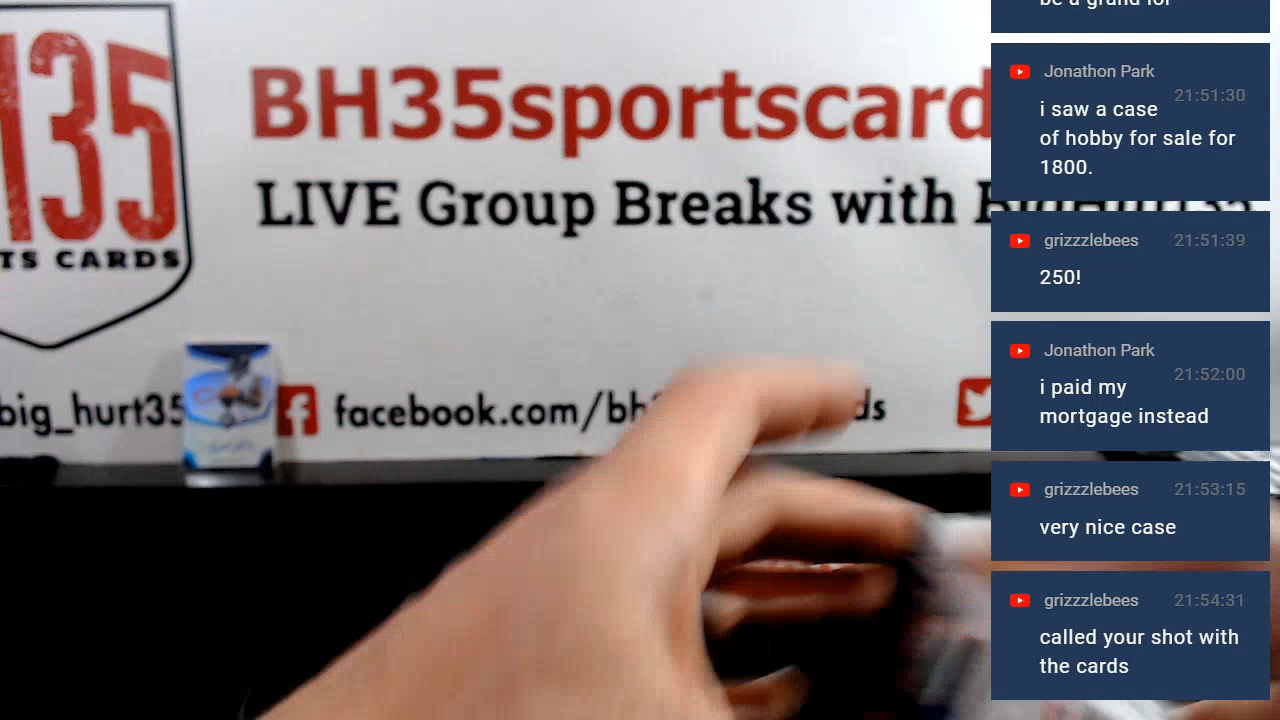 135
TS CARDS
BH35sportscard
LIVE Group Breaks with BigHurt35
big_hurt35
facebook.com/bh
ds
be a grand for
Jonathon Park
21:51:30
i saw a case
of hobby for sale for
1800.
grizzzlebees 21:51:39
250!
Jonathon Park
21:52:00
i paid my
mortgage instead
grizzzlebees 21:53:15
very nice case
grizzzlebees 21:54:31
called your shot with
the cards